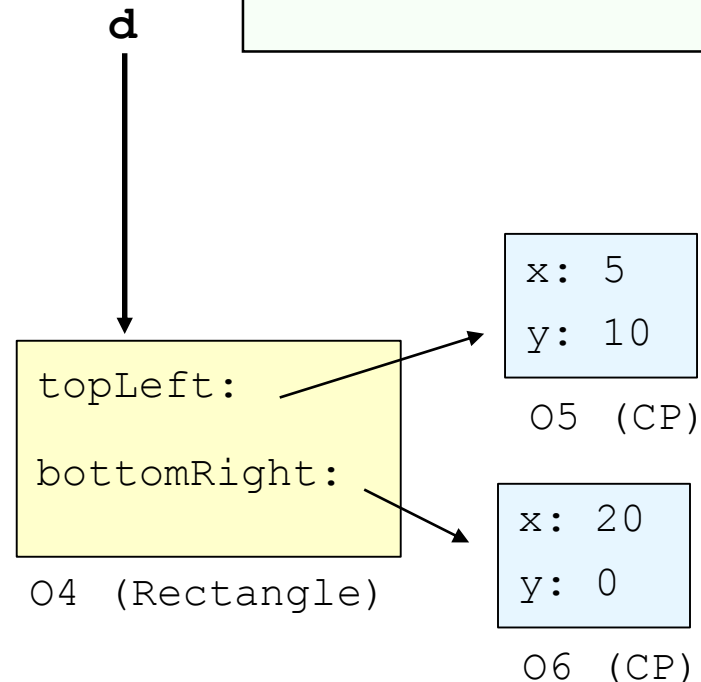 d
topLeft:
bottomRight:
O4 (Rectangle)
x: 5
y: 10
O5 (CP)
x: 20
y: 0
O6 (CP)